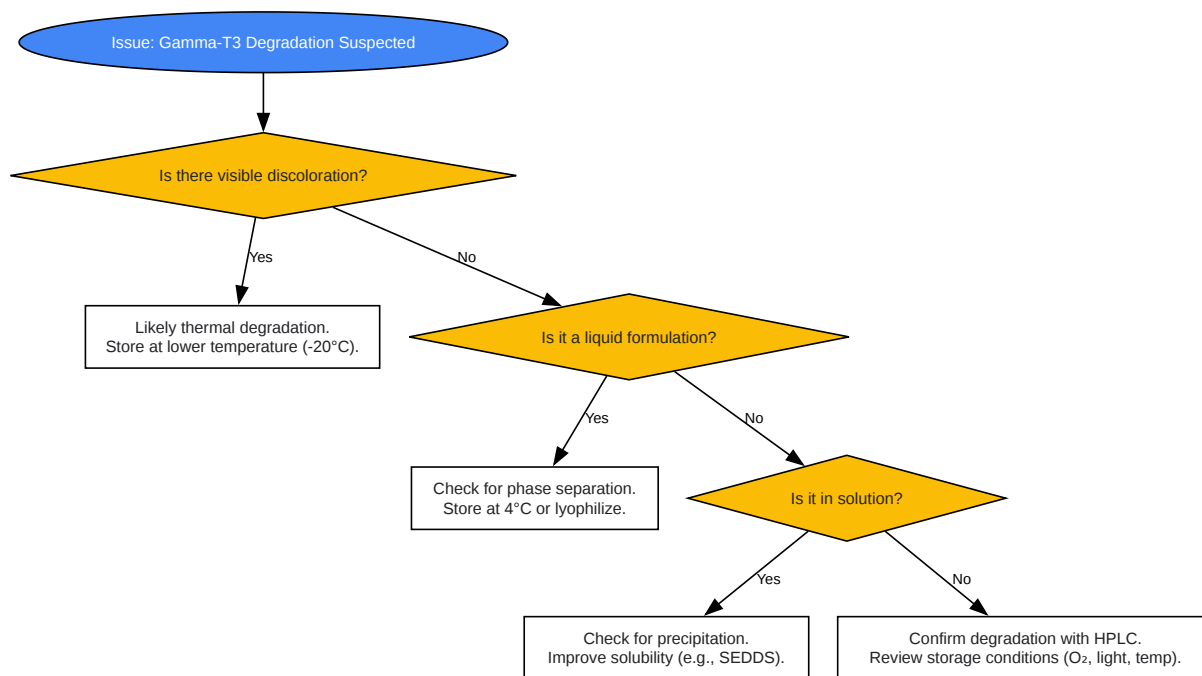 Issue: Gamma-T3 Degradation Suspected
Is there visible discoloration?
Yes
No
Likely thermal degradation.
Store at lower temperature (-20°C).
Is it a liquid formulation?
Yes
No
Check for phase separation.
Store at 4°C or lyophilize.
Is it in solution?
Yes
No
Check for precipitation.
Improve solubility (e.g., SEDDS).
Confirm degradation with HPLC.
Review storage conditions (O₂, light, temp).